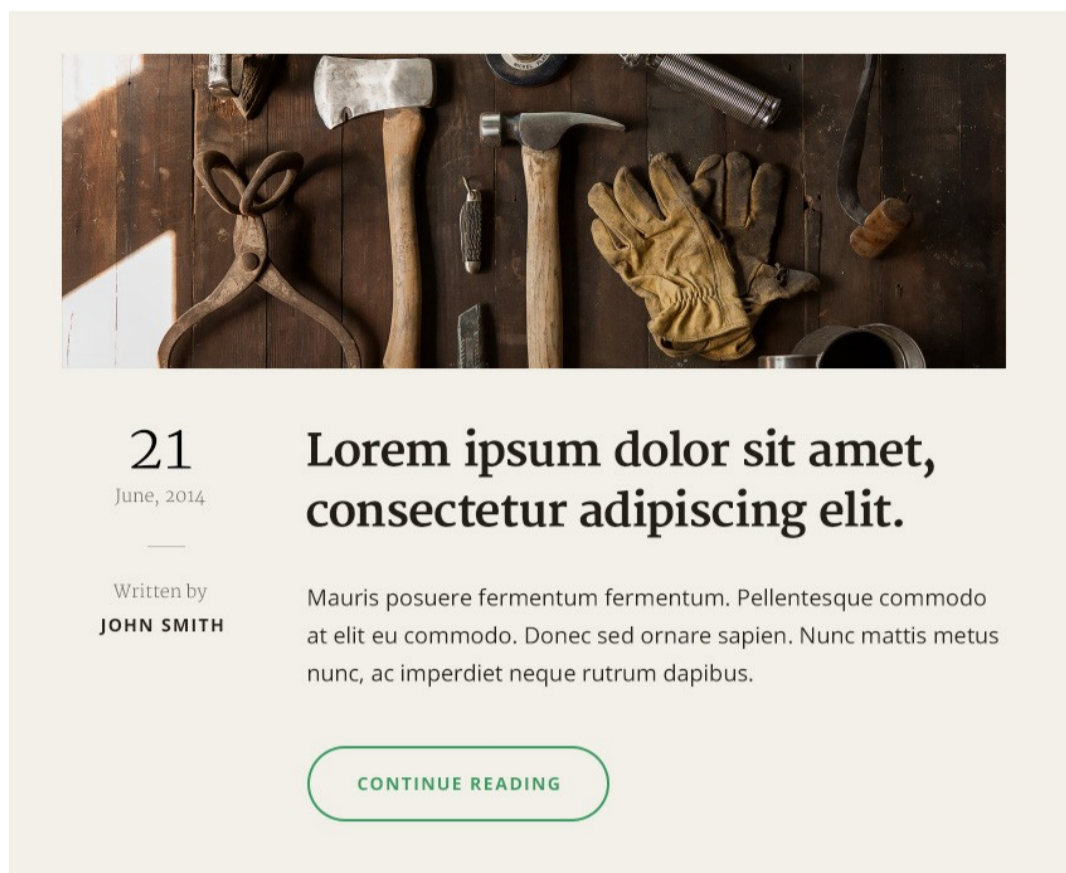 21
June, 2014
Written by
JOHN SMITH
Lorem ipsum dolor sit amet,
consectetur adipiscing elit.
Mauris posuere fermentum fermentum. Pellentesque commodo
at elit eu commodo. Donec sed ornare sapien. Nunc mattis metus
nunc, ac imperdiet neque rutrum dapibus.
CONTINUE READING